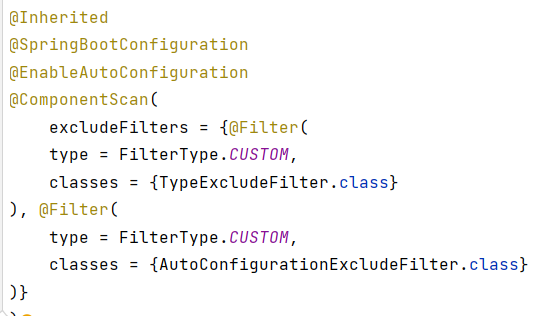 @Inherited
@SpringBootConfiguration
@EnableAutoConfiguration
@ComponentScan(
    excludeFilters = {@Filter(
    type = FilterType.CUSTOM,
    classes = {TypeExcludeFilter.class}
), @Filter(
    type = FilterType.CUSTOM,
    classes = {AutoConfigurationExcludeFilter.class}
)}